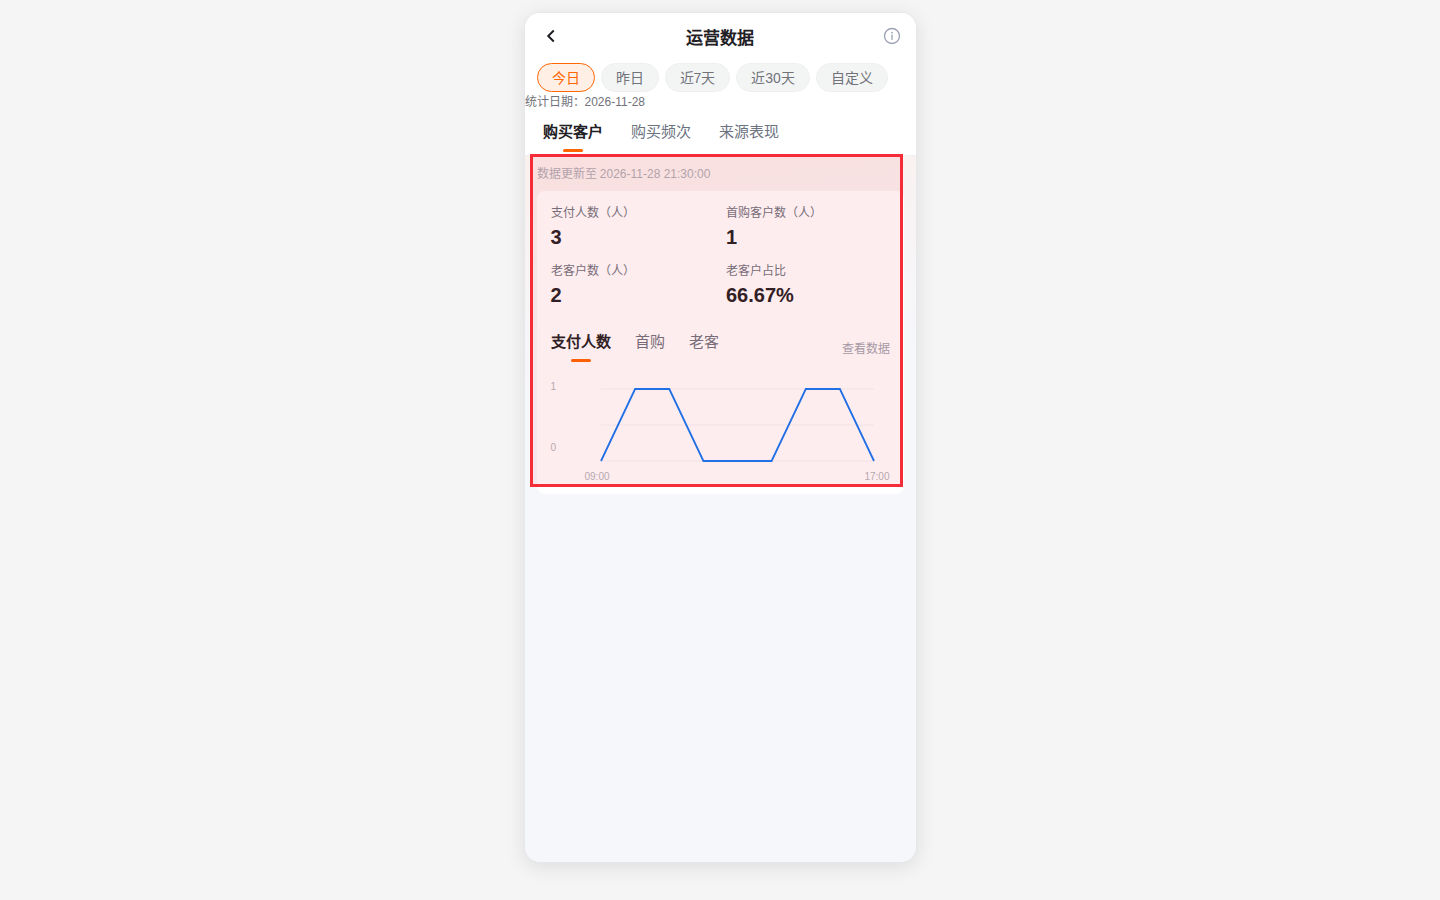 运营数据
今日 昨日 近7天 近30天 自定义
统计日期：2026-11-28
购买客户 购买频次 来源表现
数据更新至 2026-11-28 21:30:00
支付人数（人） 首购客户数（人）
3 1
老客户数（人） 老客户占比
2 66.67%
支付人数 首购 老客 查看数据
1
0
09:00 17:00